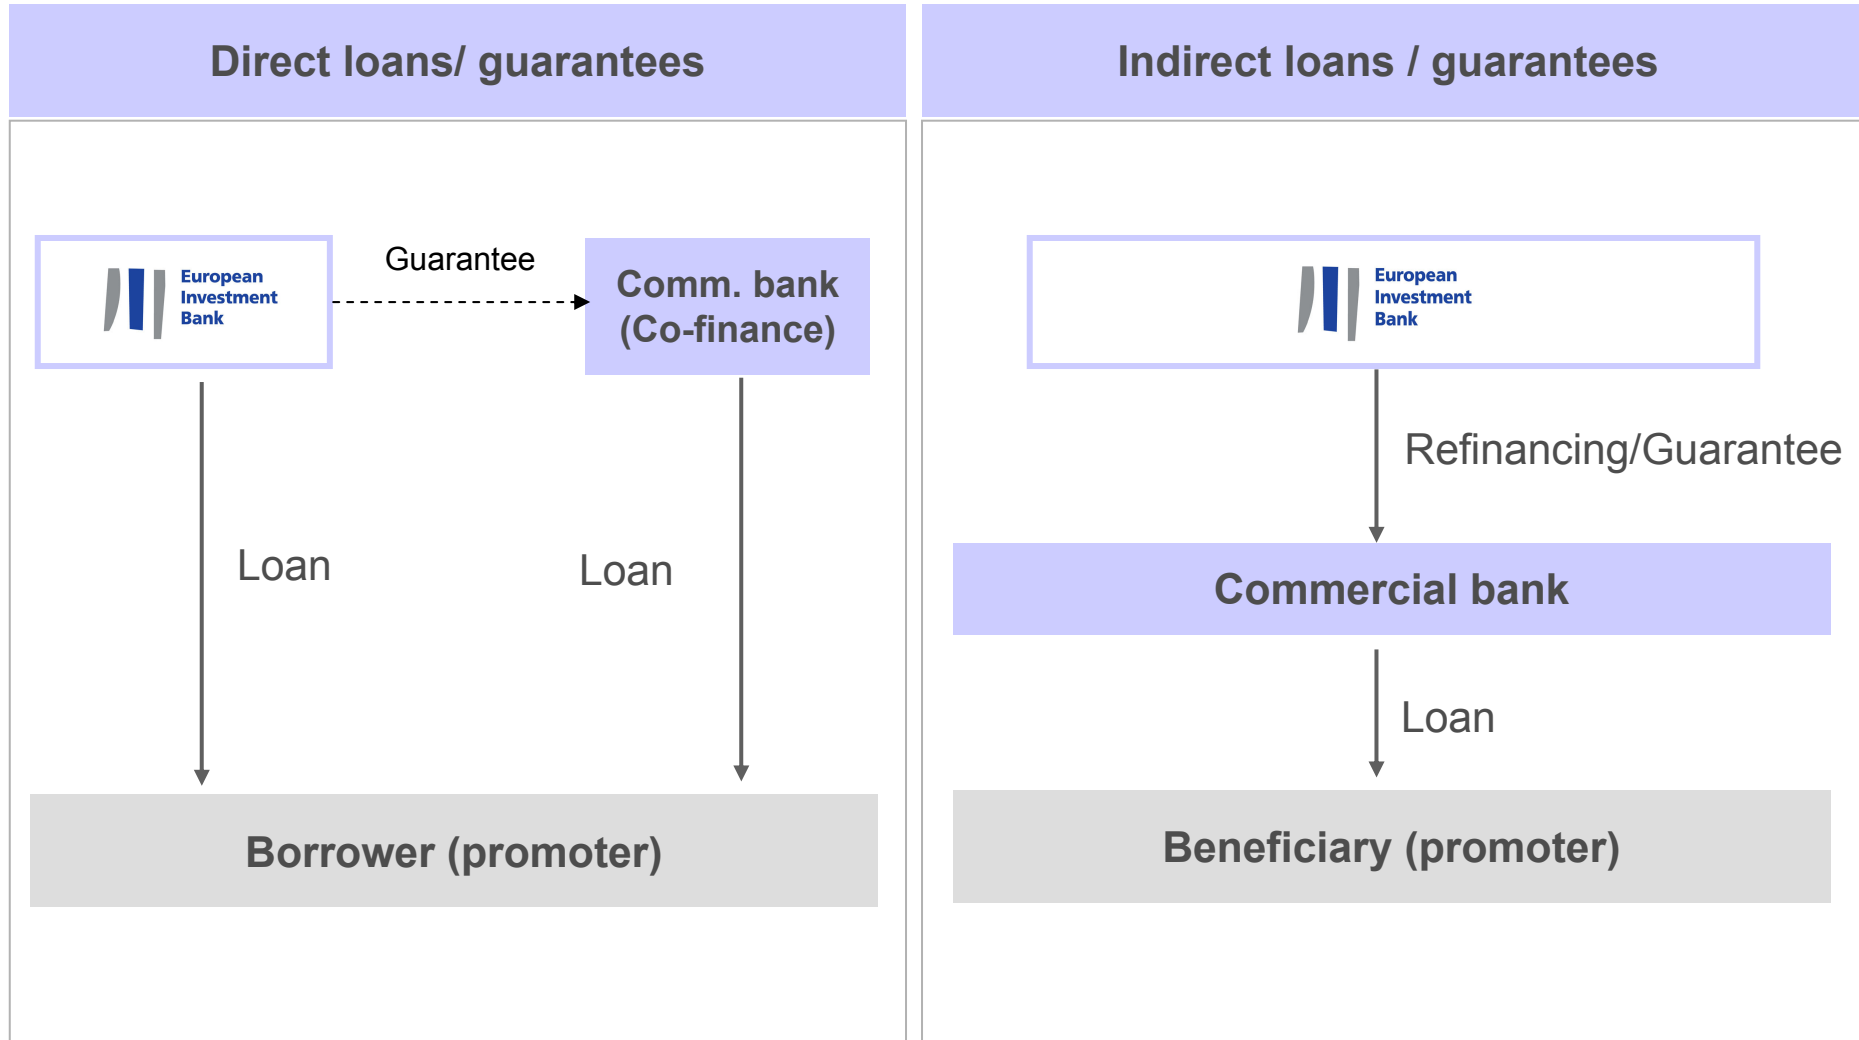 Direct loans/ guarantees
European
Investment
Bank
Guarantee
Comm. bank
(Co-finance)
Loan
Loan
Borrower (promoter)
Indirect loans / guarantees
European
Investment
Bank
Refinancing/Guarantee
Commercial bank
Loan
Beneficiary (promoter)